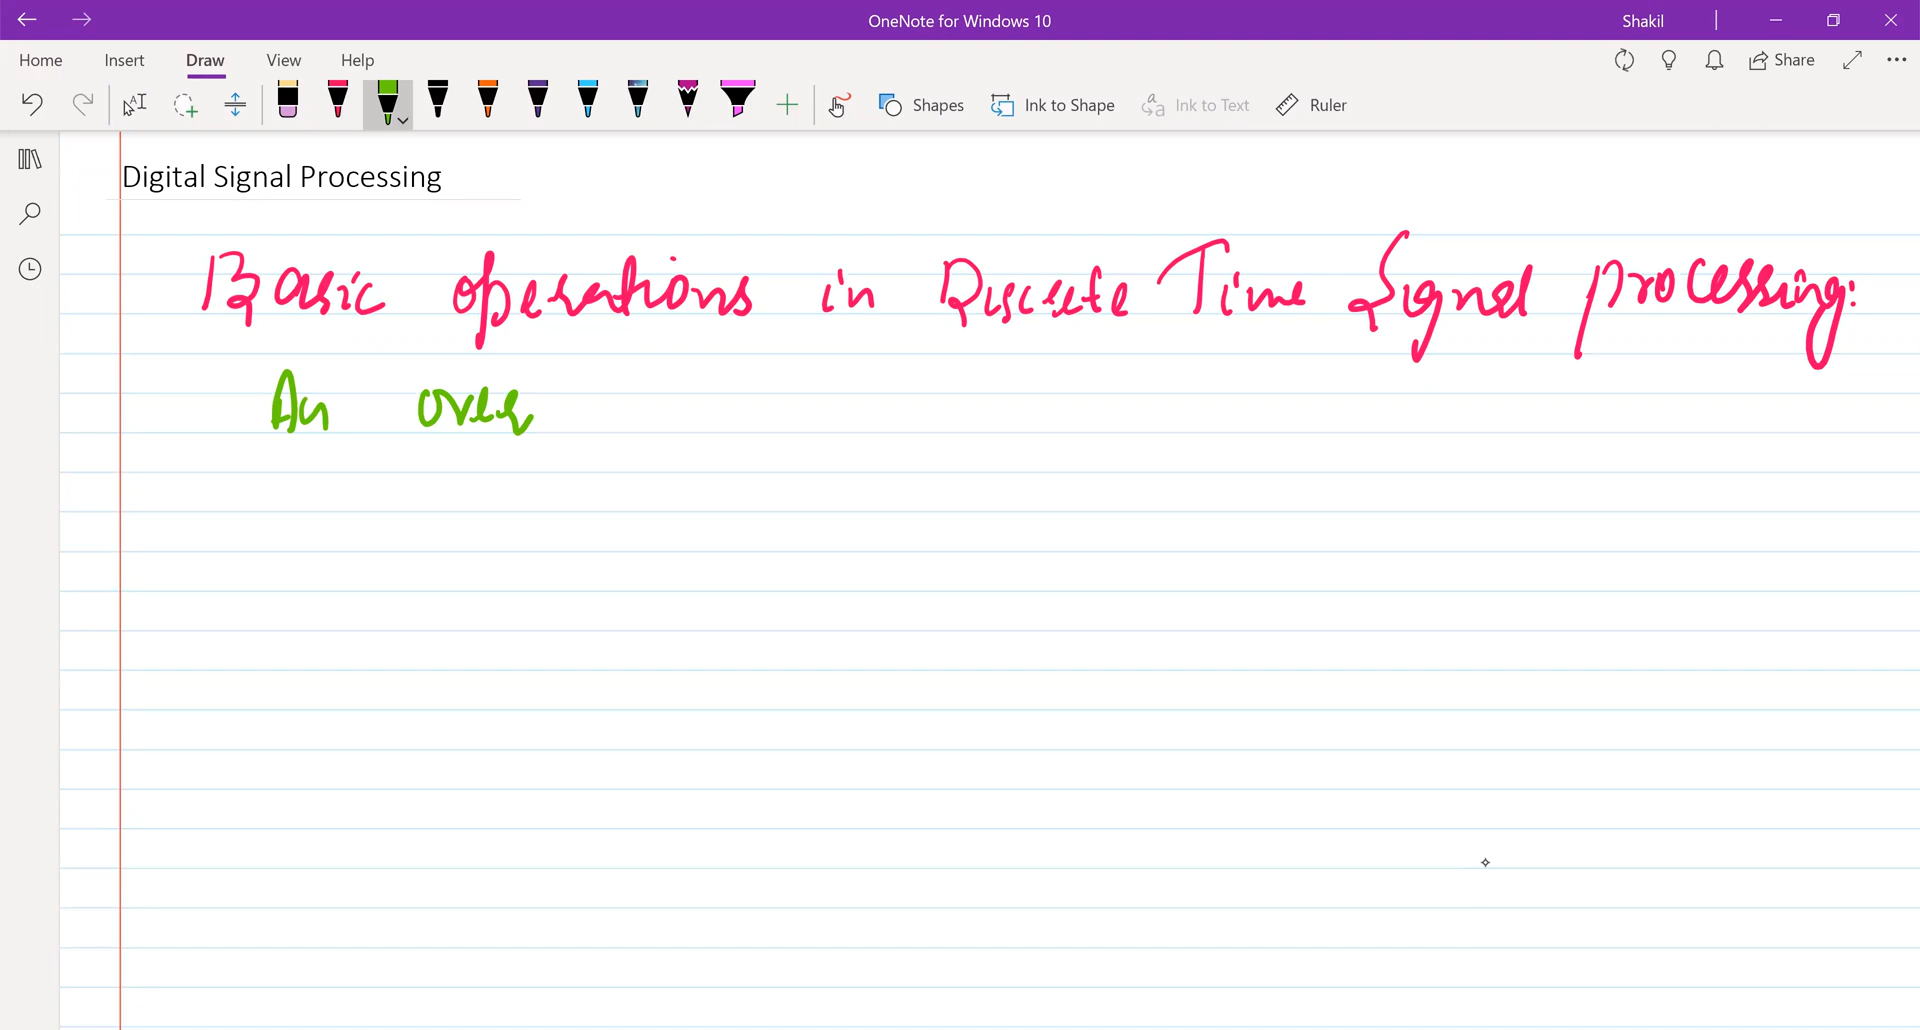 OneNote for Windows 10
Shakil
Home Insert Draw View Help
Share
Shapes Ink to Shape Ink to Text Ruler
Digital Signal Processing
Basic operations in Discrete Time Signal processing:
An over